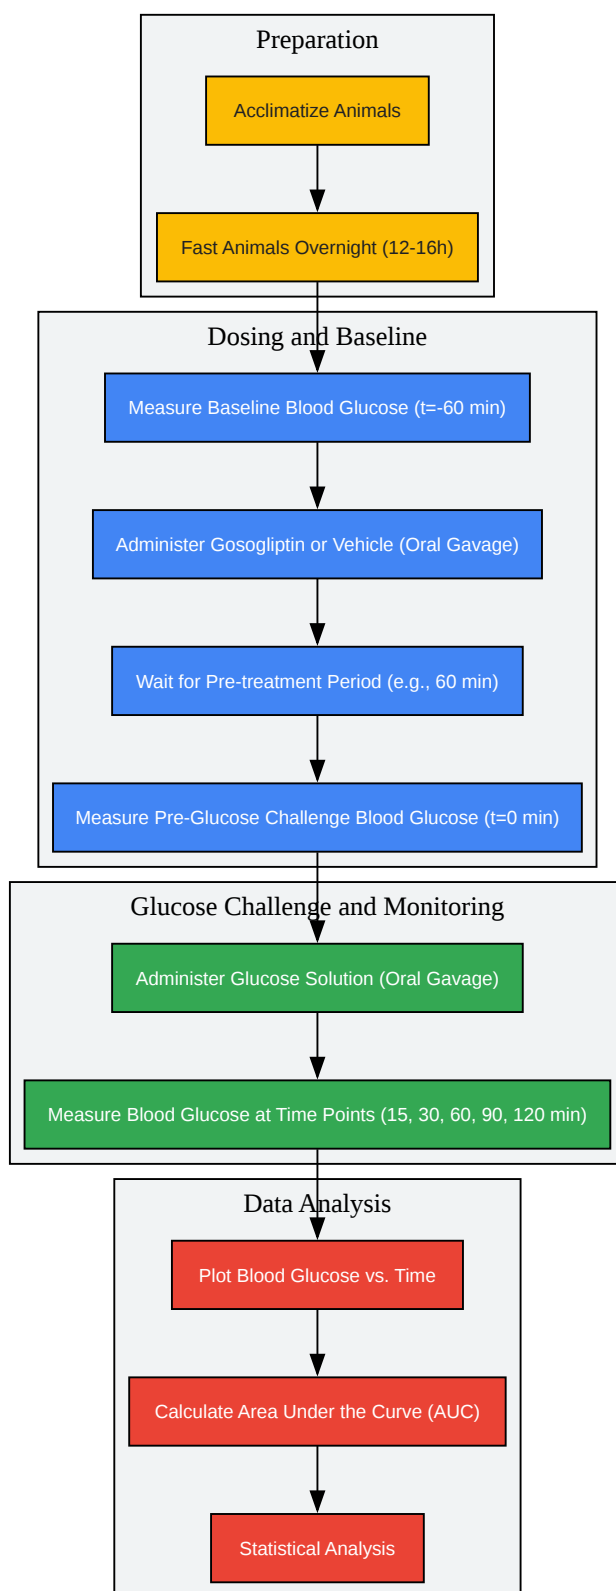 Preparation
Acclimatize Animals
Fast Animals Overnight (12-16h)
Dosing and Baseline
Measure Baseline Blood Glucose (t=-60 min)
Administer Gosogliptin or Vehicle (Oral Gavage)
Wait for Pre-treatment Period (e.g., 60 min)
Measure Pre-Glucose Challenge Blood Glucose (t=0 min)
Glucose Challenge and Monitoring
Administer Glucose Solution (Oral Gavage)
Measure Blood Glucose at Time Points (15, 30, 60, 90, 120 min)
Data Analysis
Plot Blood Glucose vs. Time
Calculate Area Under the Curve (AUC)
Statistical Analysis